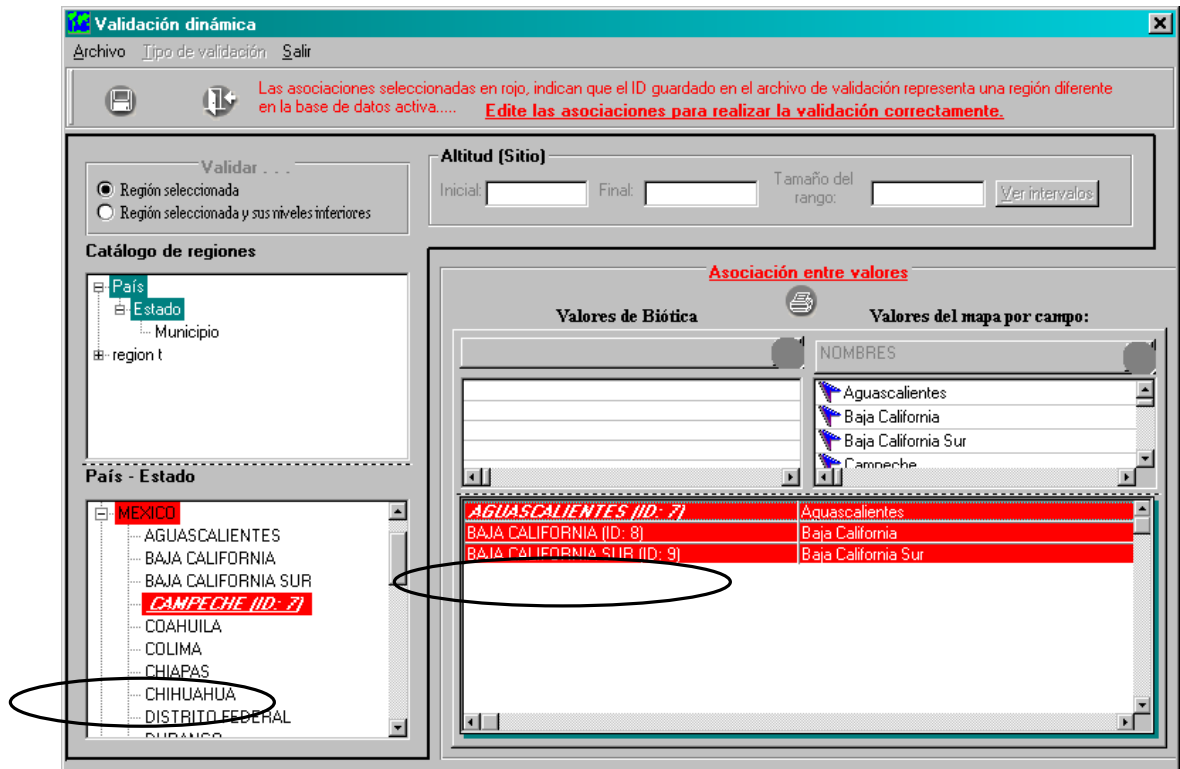 Validación dinámica
Archivo Tipo de validación Salir
Las asociaciones seleccionadas en rojo, indican que el ID guardado en el archivo de validación representa una región diferente
en la base de datos activa..... Edite las asociaciones para realizar la validación correctamente.
Validar . . .
Región seleccionada
Región seleccionada y sus niveles inferiores
Altitud (Sitio)
Inicial: Final: Tamaño del
rango: Ver intervalos
Catálogo de regiones
País
Estado
Municipio
region t
Asociación entre valores
Valores de Biótica Valores del mapa por campo:
NOMBRES
Aguascalientes
Baja California
Baja California Sur
Campeche
País - Estado
MEXICO
AGUASCALIENTES
BAJA CALIFORNIA
BAJA CALIFORNIA SUR
CAMPECHE (ID: 7)
COAHUILA
COLIMA
CHIAPAS
CHIHUAHUA
DISTRITO FEDERAL
DURANGO
AGUASCALIENTES (ID: 7) Aguascalientes
BAJA CALIFORNIA (ID: 8) Baja California
BAJA CALIFORNIA SUR (ID: 9) Baja California Sur